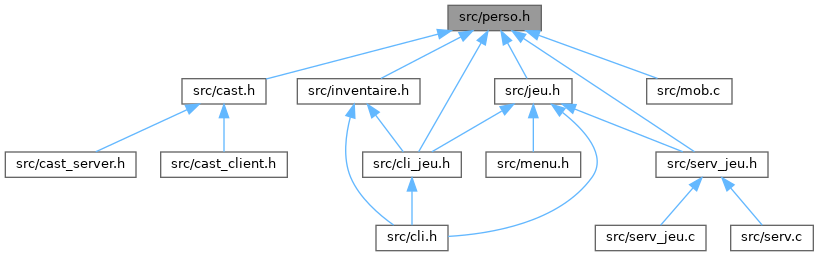 src/perso.h
src/cast.h
src/inventaire.h
src/jeu.h
src/mob.c
src/cast_server.h
src/cast_client.h
src/cli_jeu.h
src/menu.h
src/serv_jeu.h
src/cli.h
src/serv_jeu.c
src/serv.c